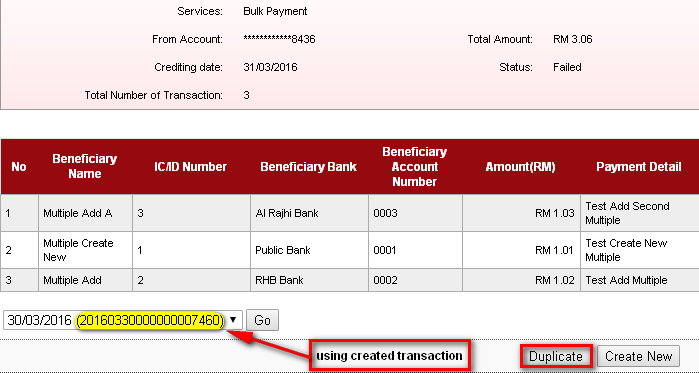 Services: Bulk Payment
From Account: ************8436 Total Amount: RM 3.06
Crediting date: 31/03/2016 Status: Failed
Total Number of Transaction: 3
No Beneficiary Name IC/ID Number Beneficiary Bank Beneficiary Account Number Amount(RM) Payment Detail
1 Multiple Add A 3 Al Rajhi Bank 0003 RM 1.03 Test Add Second Multiple
2 Multiple Create New 1 Public Bank 0001 RM 1.01 Test Create New Multiple
3 Multiple Add 2 RHB Bank 0002 RM 1.02 Test Add Multiple
30/03/2016 (20160330000000007460) Go
using created transaction
Duplicate Create New